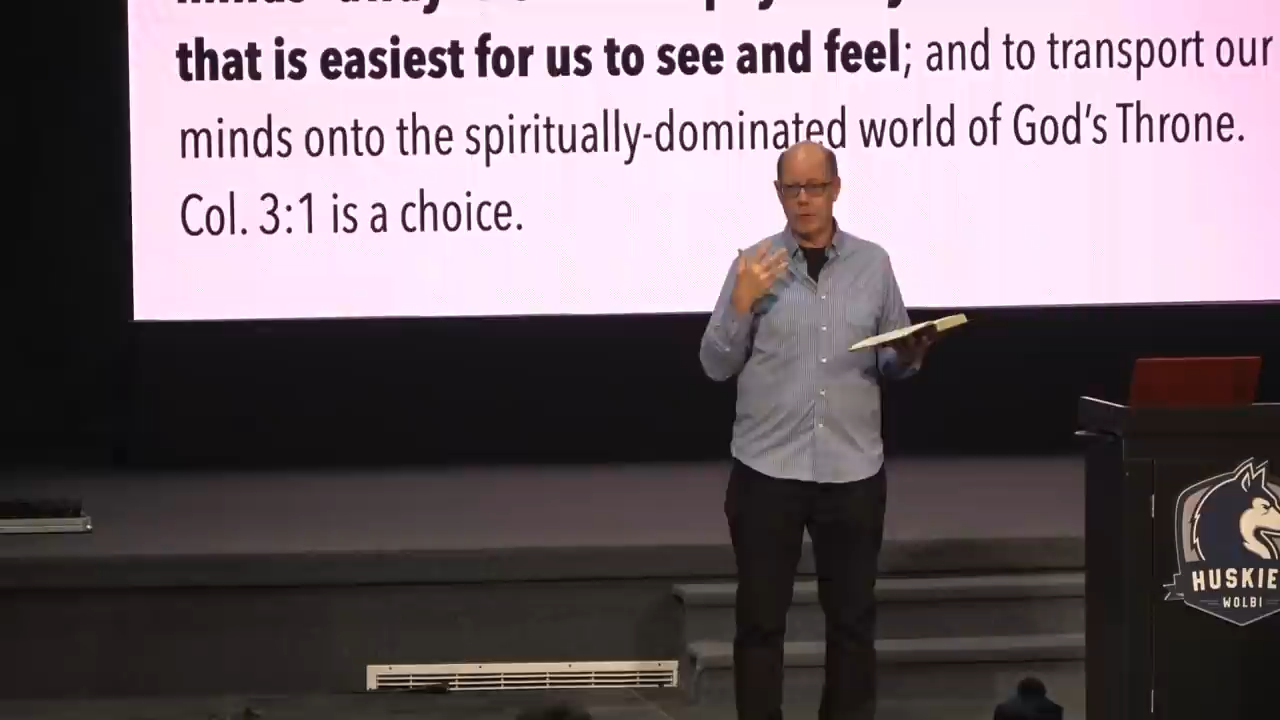 that is easiest for us to see and feel; and to transport our
minds onto the spiritually-dominated world of God's Throne.
Col. 3:1 is a choice.
HUSKIE
WOLBI